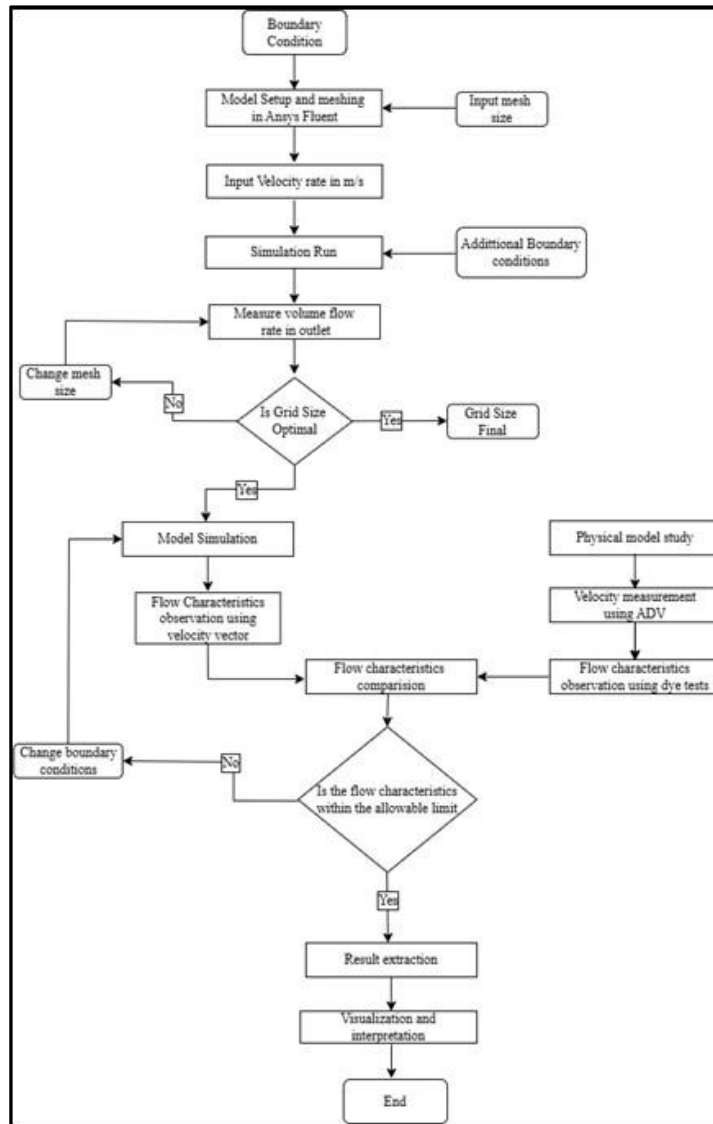 Boundary
Condition
Model Setup and meshing
in Ansys Fluent
Input mesh
size
Input Velocity rate in m/s
Simulation Run
Addittional Boundary
conditions
Measure volume flow
rate in outlet
Change mesh
size
No
Is Grid Size
Optimal
Yes
Grid Size
Final
Yes
Model Simulation
Physical model study
Flow Characteristics
observation using
velocity vector
Velocity measurement
using ADV
Flow characteristics
comparision
Flow characteristics
observation using dye tests
Change boundary
conditions
No
Is the flow characteristics
within the allowable limit
Yes
Result extraction
Visualization and
interpretation
End